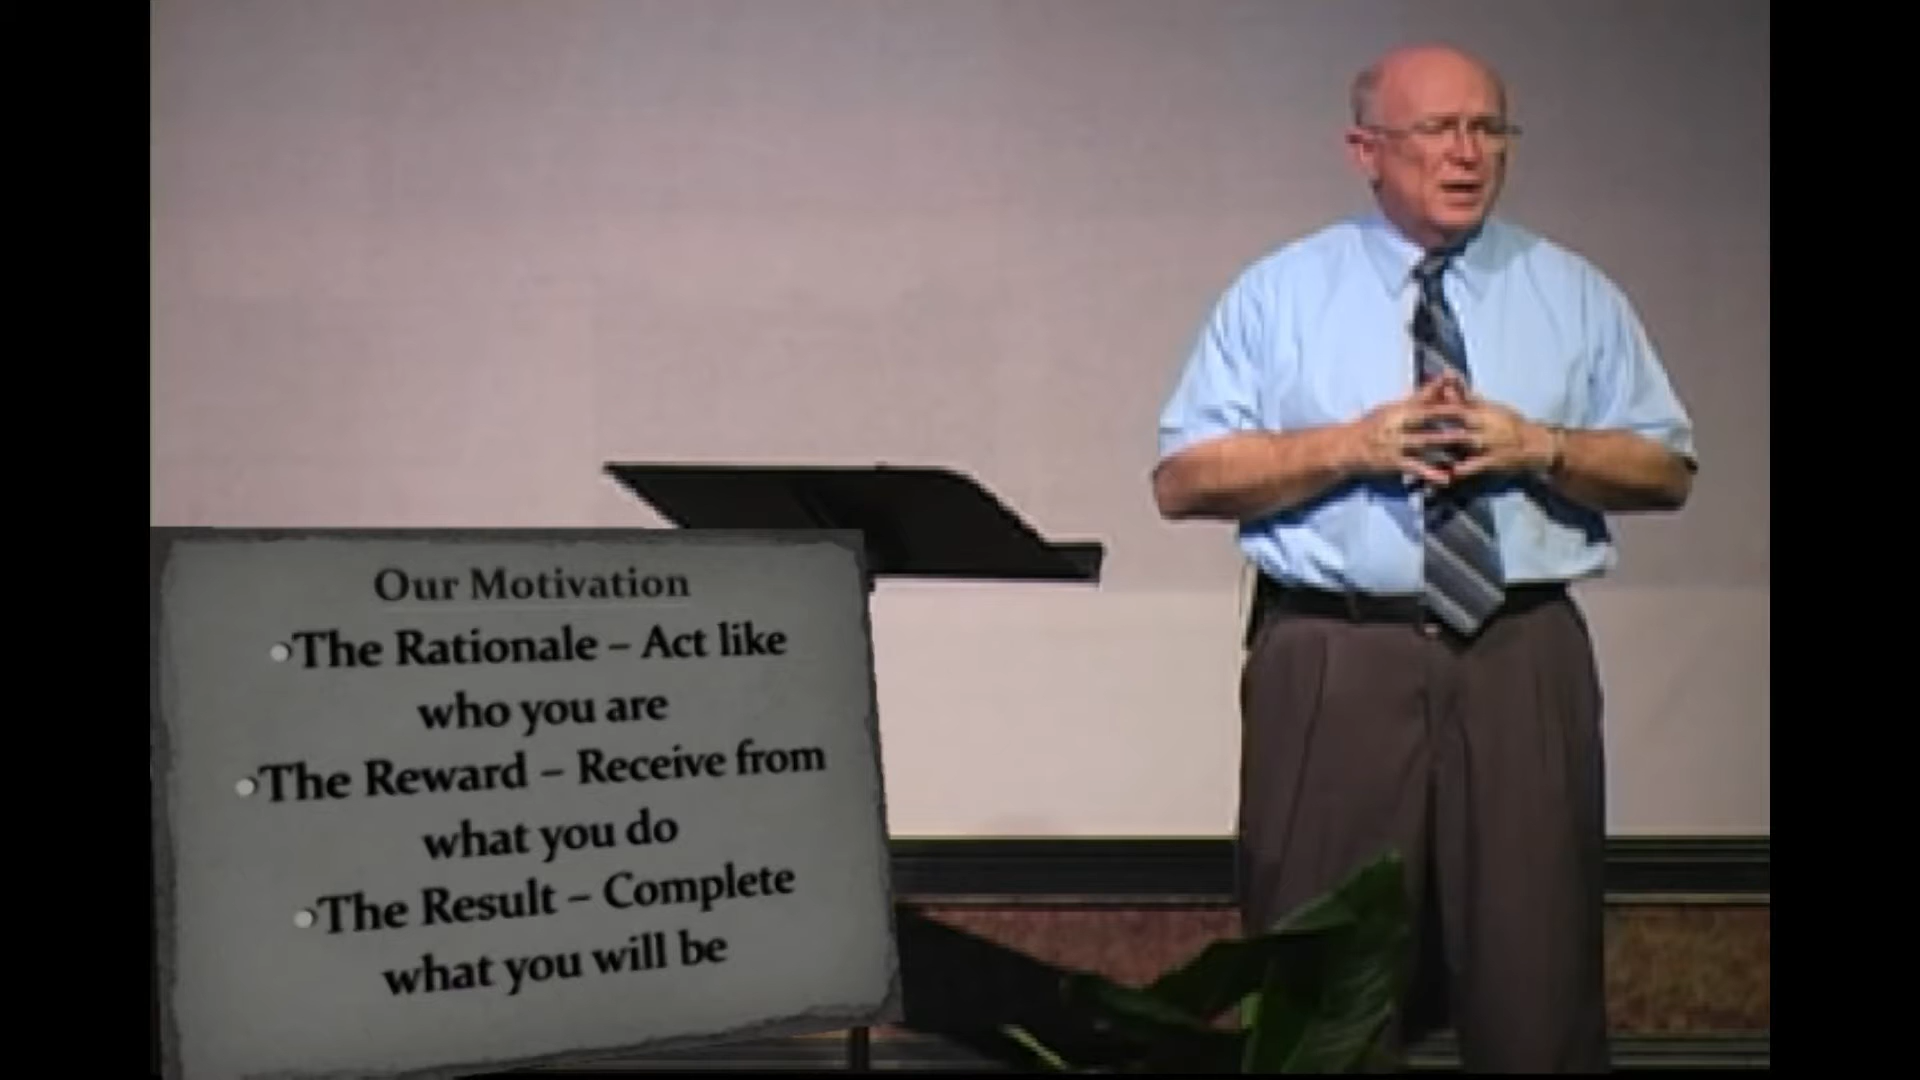 Our Motivation
•The Rationale – Act like
who you are
•The Reward – Receive from
what you do
•The Result – Complete
what you will be